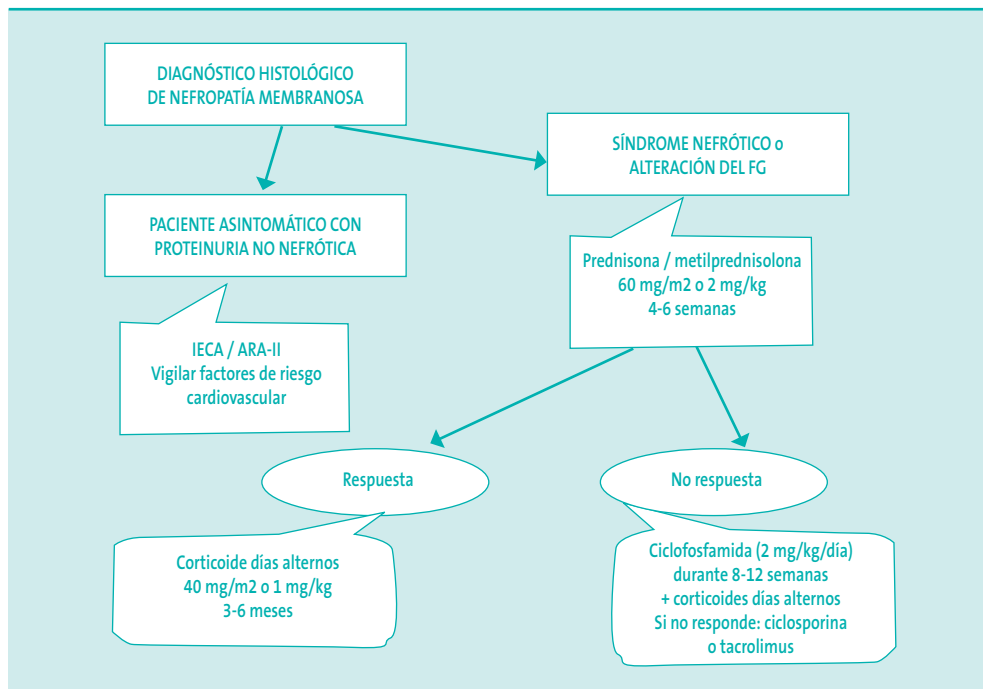 DIAGNÓSTICO HISTOLÓGICO
DE NEFROPATÍA MEMBRANOSA
SÍNDROME NEFRÓTICO o
ALTERACIÓN DEL FG
PACIENTE ASINTOMÁTICO CON
PROTEINURIA NO NEFRÓTICA
Prednisona / metilprednisolona
60 mg/m2 o 2 mg/kg
4-6 semanas
IECA / ARA-II
Vigilar factores de riesgo
cardiovascular
Respuesta
No respuesta
Corticoide días alternos
40 mg/m2 o 1 mg/kg
3-6 meses
Ciclofosfamida (2 mg/kg/día)
durante 8-12 semanas
+ corticoides días alternos
Si no responde: ciclosporina
o tacrolimus